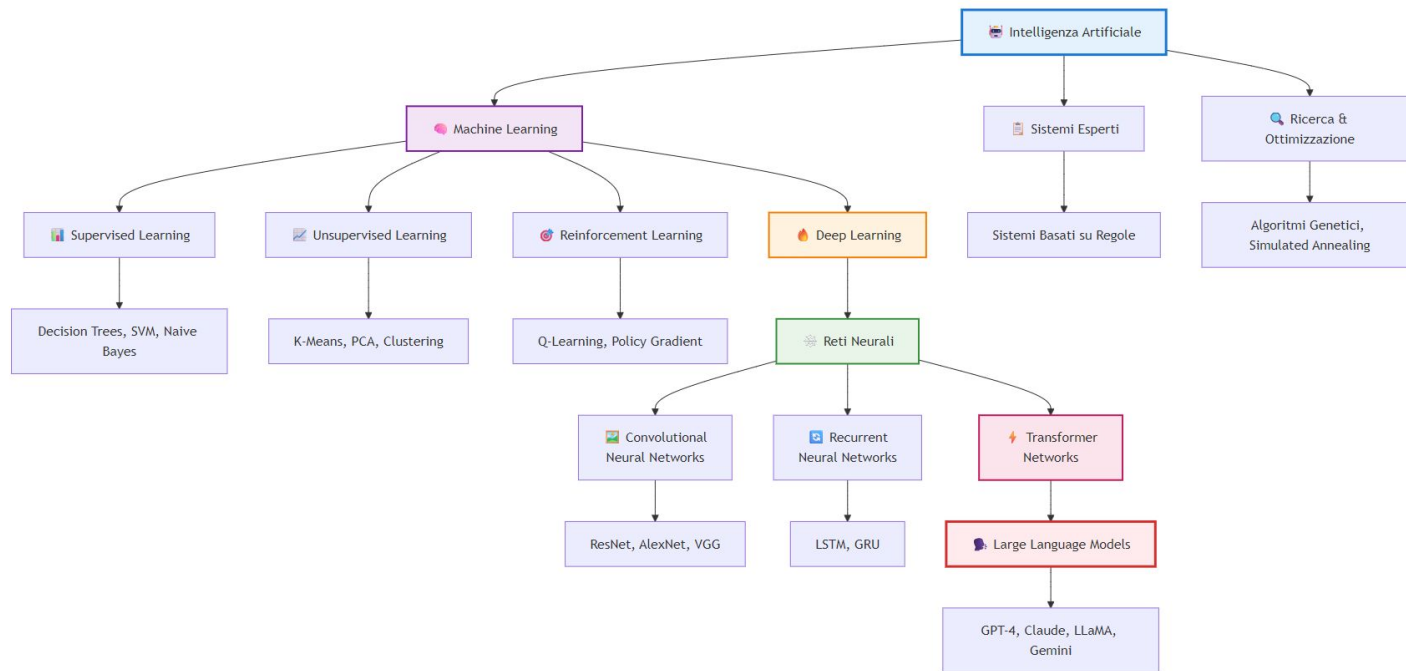 Intelligenza Artificiale
Machine Learning
Sistemi Esperti
Ricerca &
Ottimizzazione
Supervised Learning
Unsupervised Learning
Reinforcement Learning
Deep Learning
Sistemi Basati su Regole
Algoritmi Genetici,
Simulated Annealing
Decision Trees, SVM, Naive
Bayes
K-Means, PCA, Clustering
Q-Learning, Policy Gradient
Reti Neurali
Convolutional
Neural Networks
Recurrent
Neural Networks
Transformer
Networks
ResNet, AlexNet, VGG
LSTM, GRU
Large Language Models
GPT-4, Claude, LLaMA,
Gemini